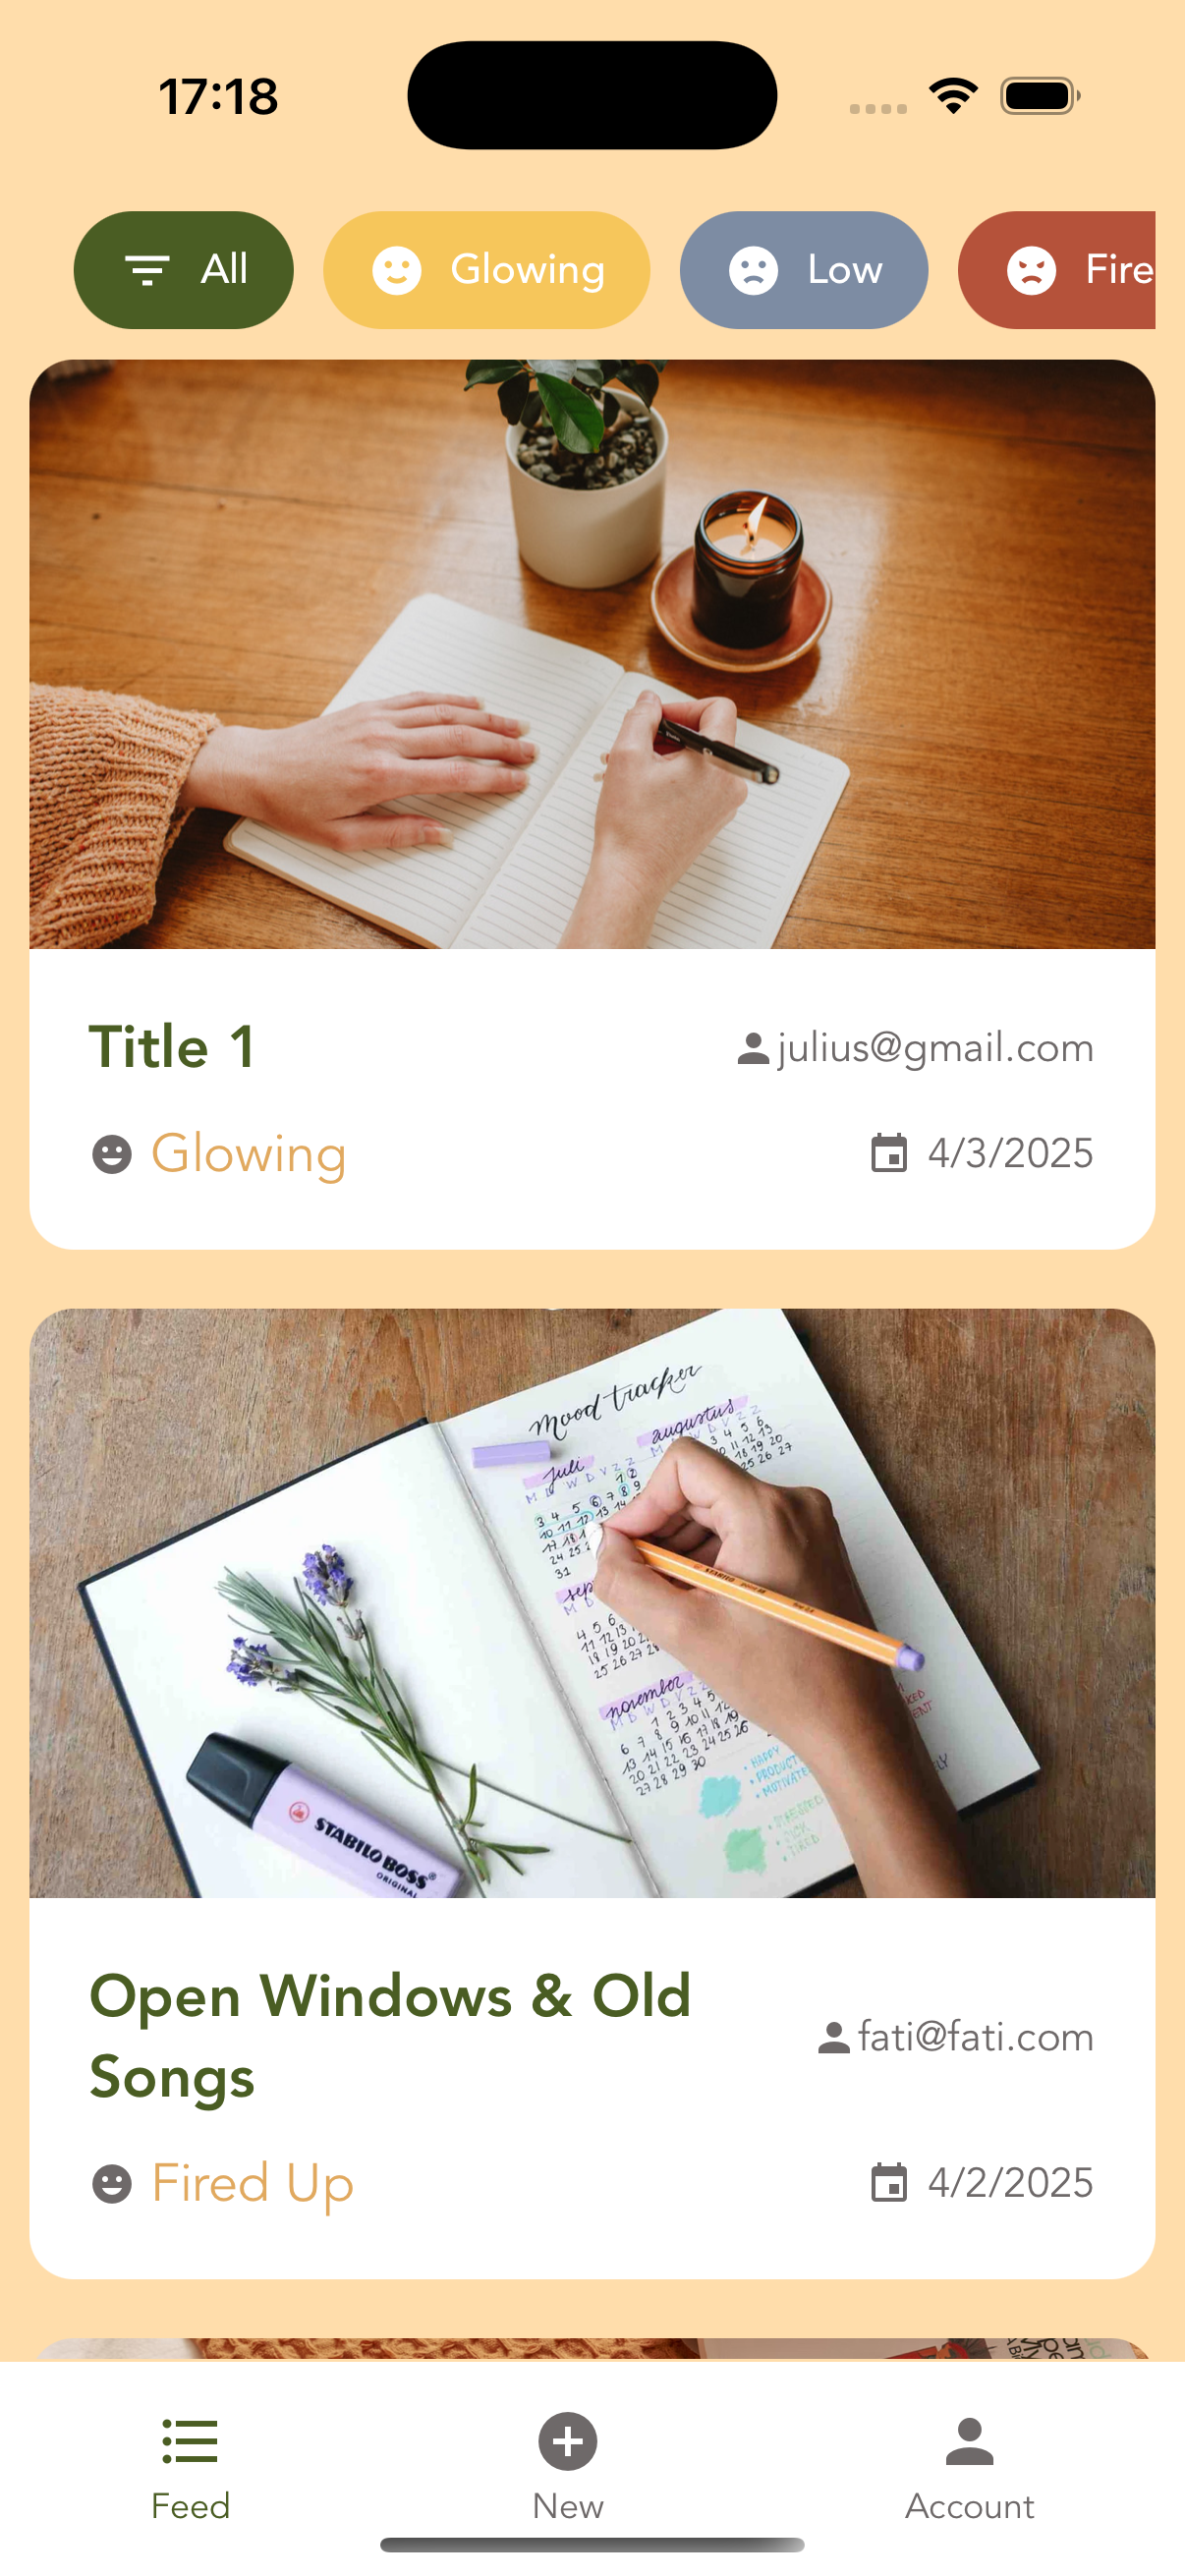 17:18
All
Glowing
Low
Fire
Title 1
julius@gmail.com
Glowing
4/3/2025
mood tracker
augustus
juli
M D W D V Z Z
november
M D W D V Z Z
STABILO BOSS
ORIGINAL
Open Windows & Old
Songs
fati@fati.com
Fired Up
4/2/2025
Feed
New
Account